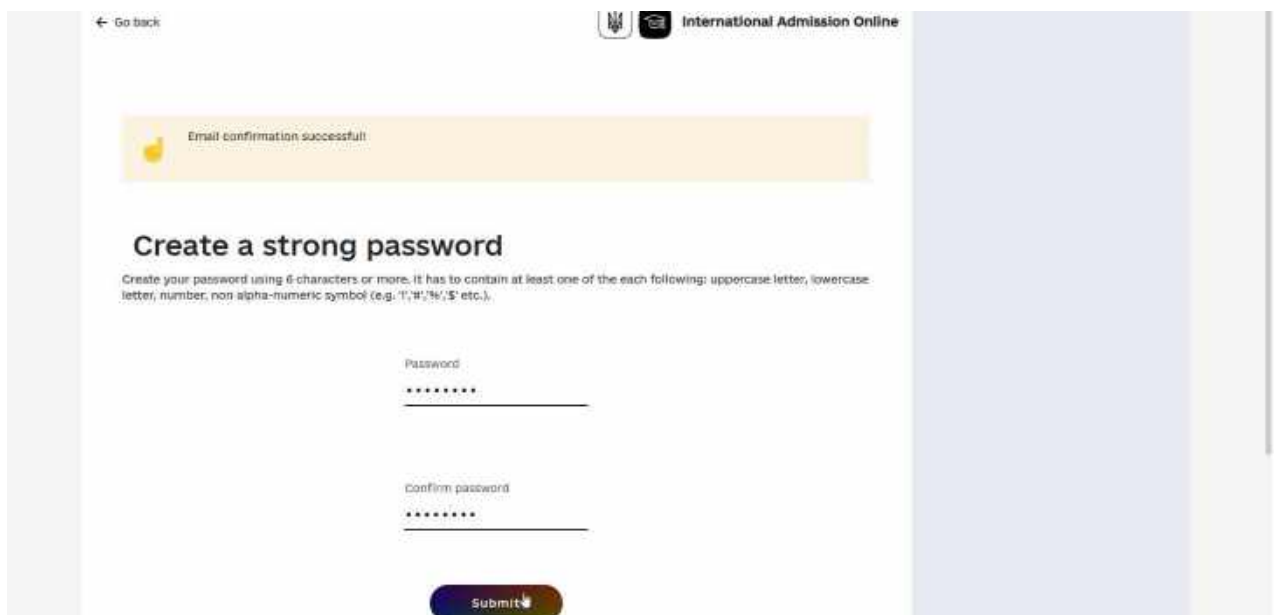 ← Go back
International Admission Online
Email confirmation successful!
Create a strong password
Create your password using 6 characters or more. It has to contain at least one of the each following: uppercase letter, lowercase
letter, number, non alpha-numeric symbol (e.g. '!','#','%','$' etc.).
Password
••••••••
Confirm password
••••••••
Submit